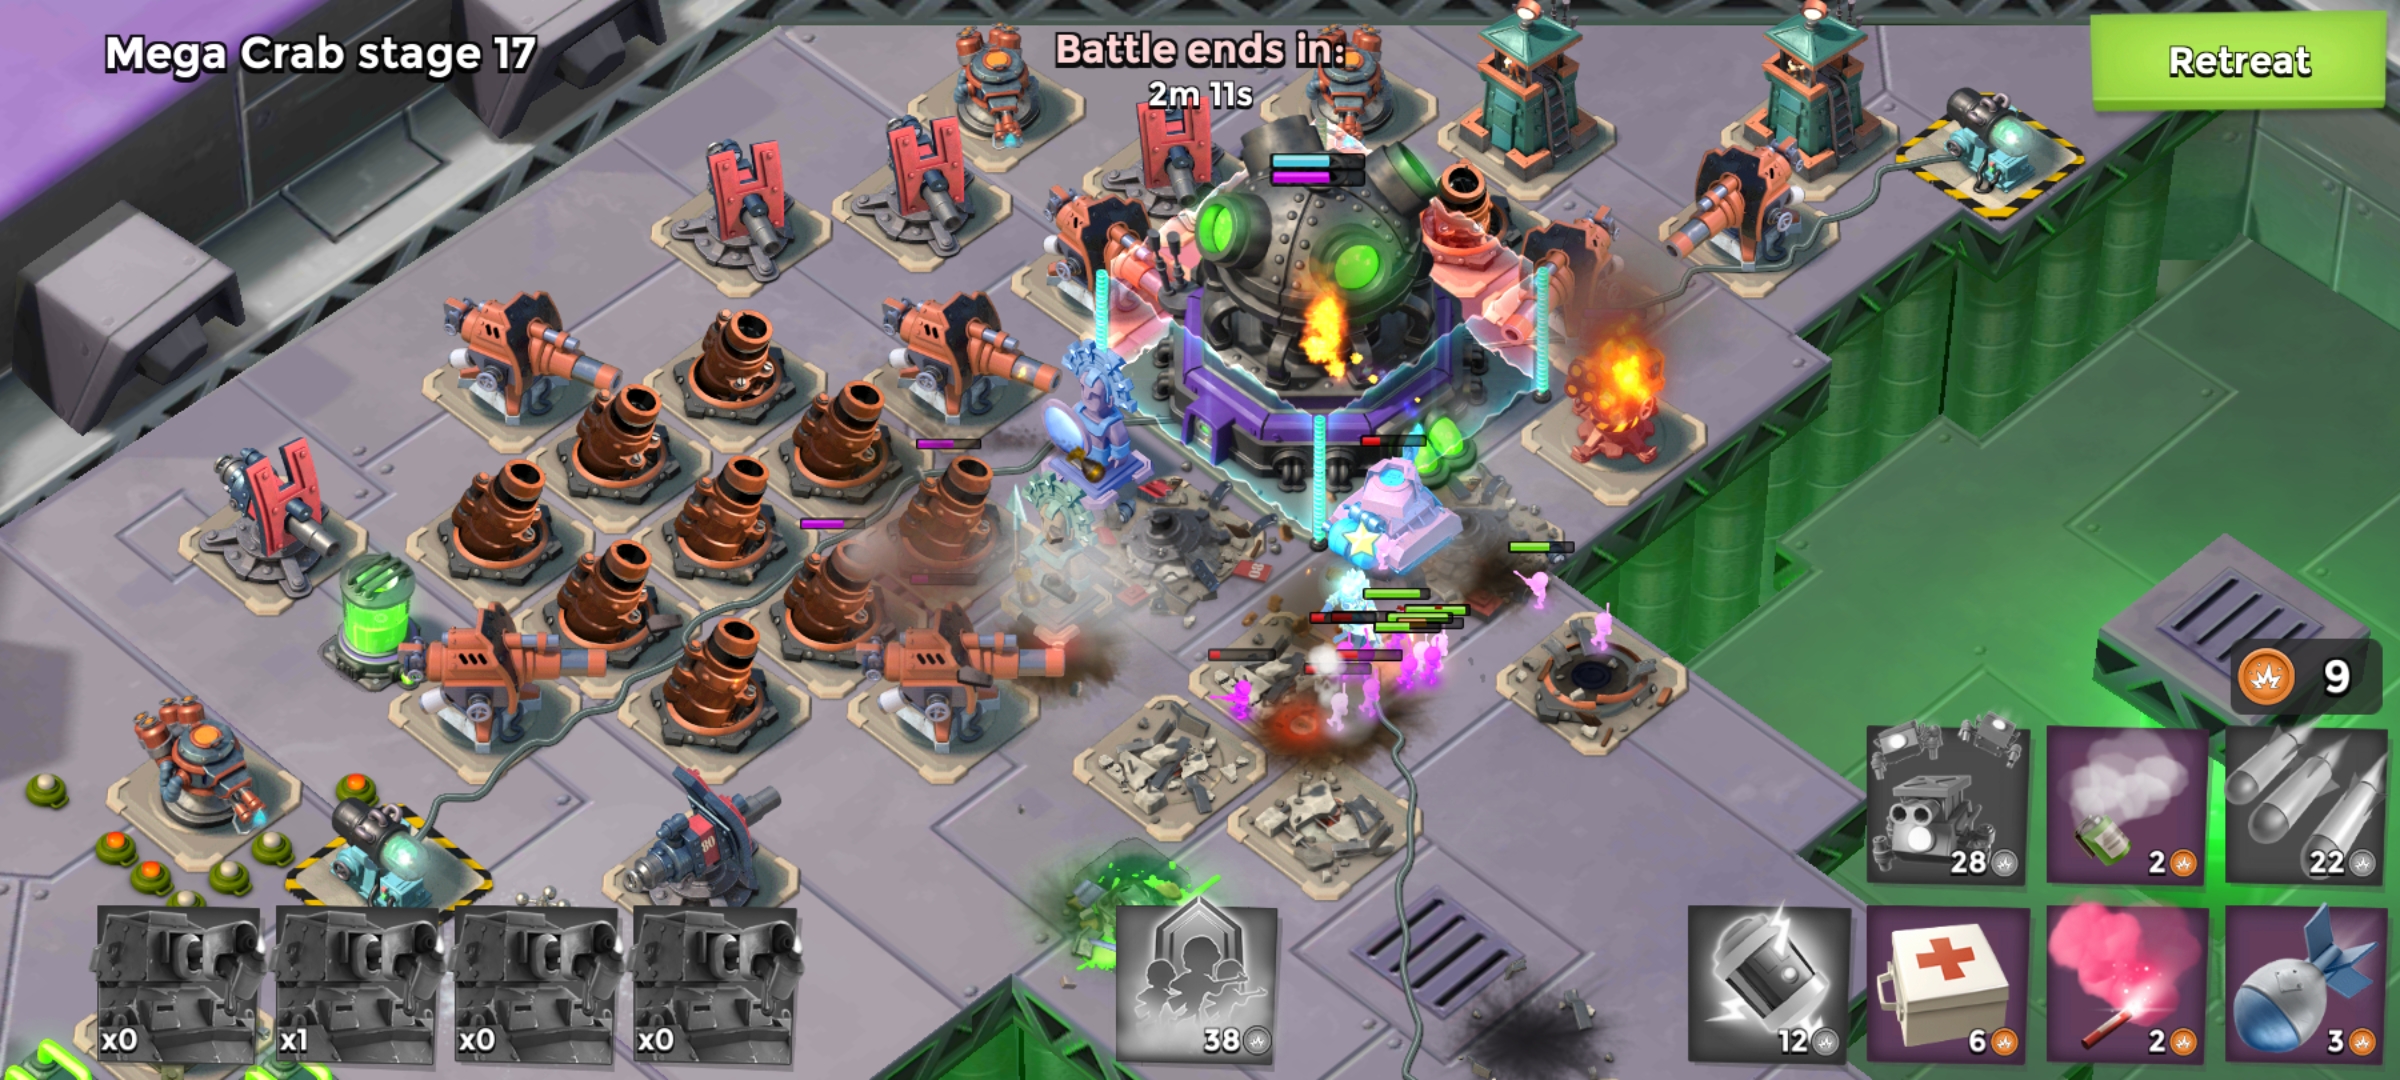 Mega Crab stage 17
Battle ends in:
2m 11s
Retreat
9
28
2
22
x0
x1
x0
x0
38
12
6
2
3